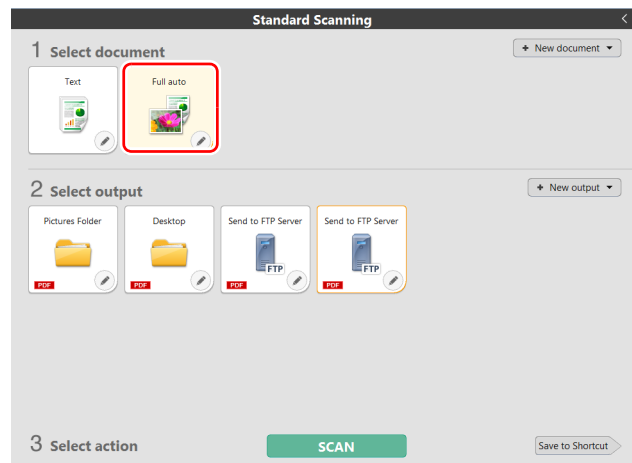 Standard Scanning
1 Select document
+ New document
Text
Full auto
2 Select output
+ New output
Pictures Folder
Desktop
Send to FTP Server
Send to FTP Server
FTP
FTP
PDF
PDF
PDF
PDF
3 Select action
SCAN
Save to Shortcut